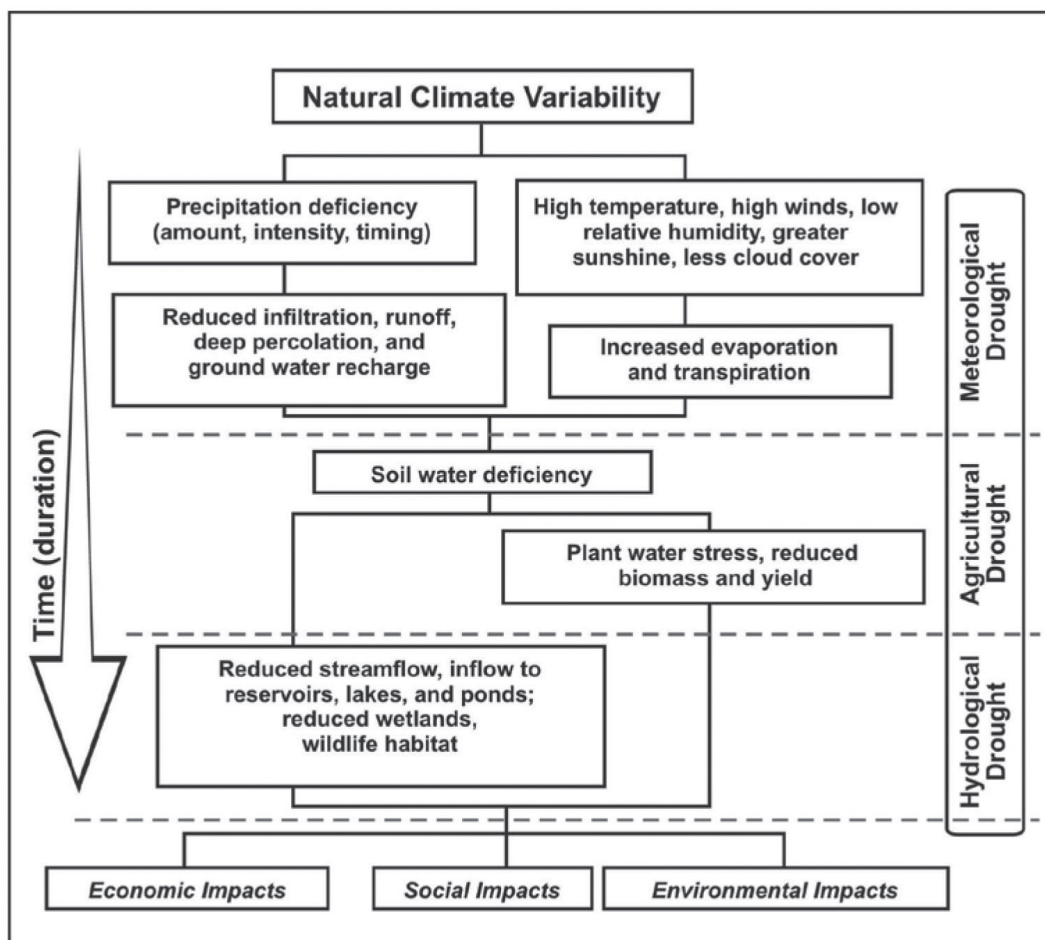 Natural Climate Variability
Precipitation deficiency
(amount, intensity, timing)
High temperature, high winds, low
relative humidity, greater
sunshine, less cloud cover
Reduced infiltration, runoff,
deep percolation, and
ground water recharge
Increased evaporation
and transpiration
Meteorological
Drought
Soil water deficiency
Plant water stress, reduced
biomass and yield
Agricultural
Drought
Time (duration)
Reduced streamflow, inflow to
reservoirs, lakes, and ponds;
reduced wetlands,
wildlife habitat
Hydrological
Drought
Economic Impacts
Social Impacts
Environmental Impacts